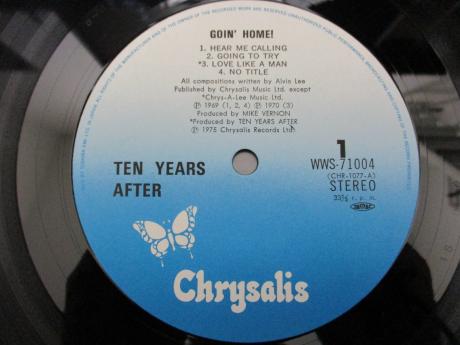 GOIN' HOME!
1. HEAR ME CALLING
2. GOING TO TRY
*3. LOVE LIKE A MAN
4. NO TITLE
All compositions written by Alvin Lee
Published by Chrysalis Music Ltd. except
*Chrys-A-Lee Music Ltd.
Ⓟ 1969 (1, 2, 4) Ⓟ 1970 (3)
Produced by MIKE VERNON
*Produced by TEN YEARS AFTER
Ⓟ 1975 Chrysalis Records Ltd.
TEN YEARS
AFTER
1
WWS-71004
(CHR-1077-A)
STEREO
33⅓ r. p. m.
Chrysalis